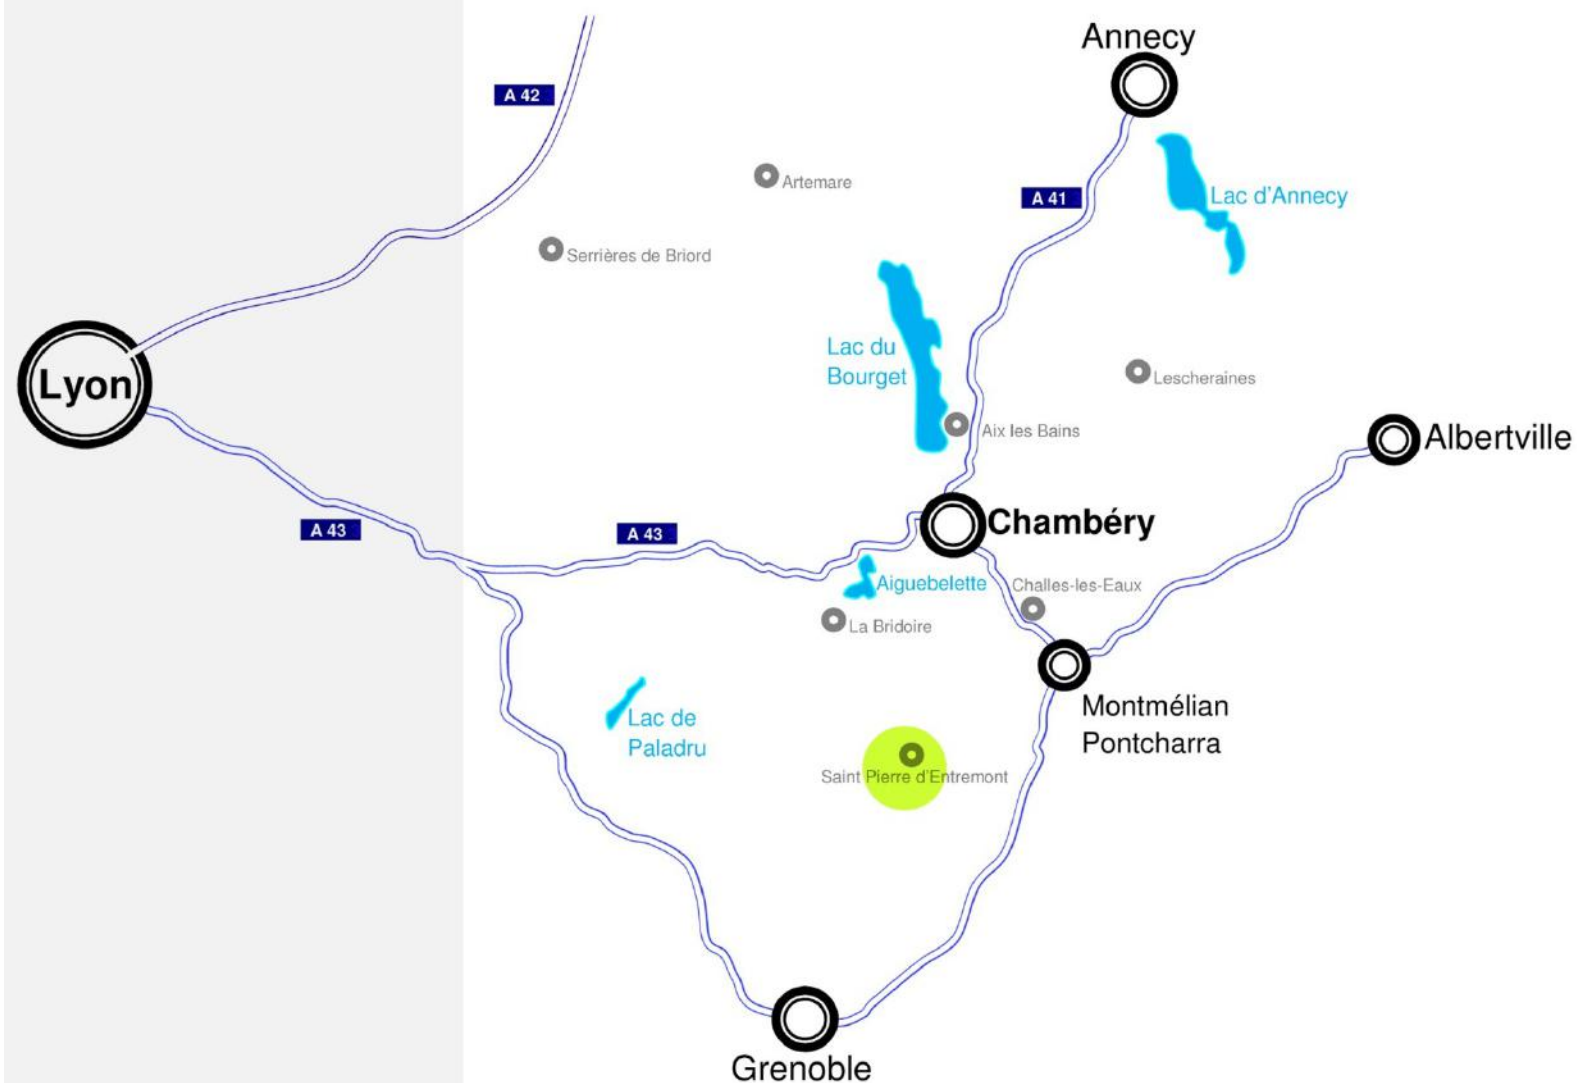 Annecy
A 42
Artemare
A 41
Lac d'Annecy
Serrières de Briord
Lac du
Bourget
Lescheraines
Lyon
Aix les Bains
Albertville
A 43
A 43
Chambéry
Aiguebelette
Challes-les-Eaux
La Bridoire
Lac de
Paladru
Montmélian
Pontcharra
Saint Pierre d'Entremont
Grenoble